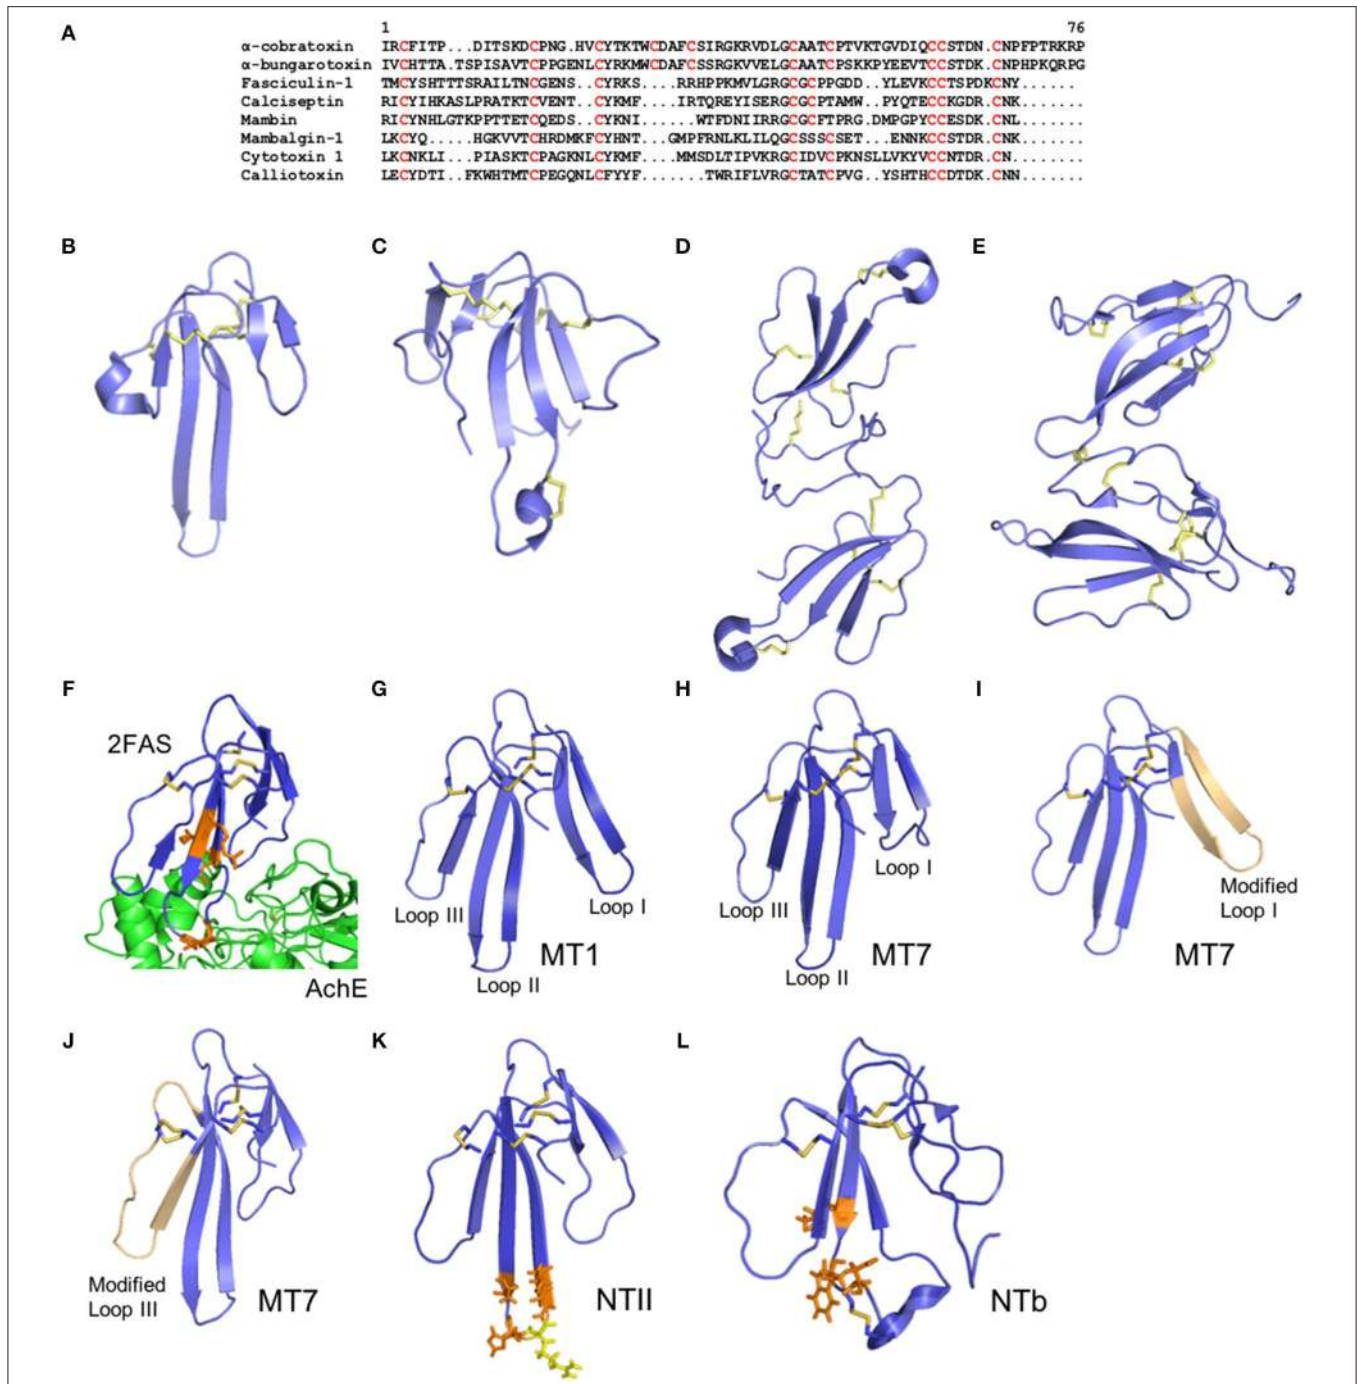 A
1 76
α-cobratoxin IRCFITP...DITSKDCPNG.HVCYTKTWCDAFCSIRGKRVDLGCAATCPTVKTGVDIQCCSTDN.CNPFPTRKRP
α-bungarotoxin IVCHTTA.TSPISAVTCPPGENLCYRKMWCDAFCSSRGKVVELGCAATCPSKKPYEEVTCCSTDK.CNPHPKQRPG
Fasciculin-1 TMCYSHTTTSRAILTNCGENS..CYRKS....RRHPPKMVLGRGCGCPPGDD..YLEVKCCTSPDKCNY.......
Calciseptin RICYIHKASLPRATKTCVENT..CYKMF....IRTQREYISERGCGCPTAMW..PYQTECCKGDR.CNK.......
Mambin RICYNHLGTKPPTTETCQEDS..CYKNI.....WTFDNIIRRGCGCFTPRG.DMPGPYCCESDK.CNL........
Mambalgin-1 LKCYQ.....HGKVVTCHRDMKFCYHNT...GMPFRNLKLILQGCSSSCSET...ENNKCCSTDR.CNK.......
Cytotoxin 1 LKCNKLI..PIASKTCPAGKNLCYKMF...MMSDLTIPVKRGCIDVCPKNSLLVKYVCCNTDR.CN........
Calliotoxin LECYDTI..FKWHTMTCPEGQNLCFYYF.......TWRIFLVRGCTATCPVG..YSHTHCCDTDK.CNN.......
B
C
D
E
F
2FAS
AchE
G
Loop III
Loop I
Loop II
MT1
H
Loop I
Loop III
Loop II
MT7
I
Modified
Loop I
MT7
J
Modified
Loop III
MT7
K
NTII
L
NTb